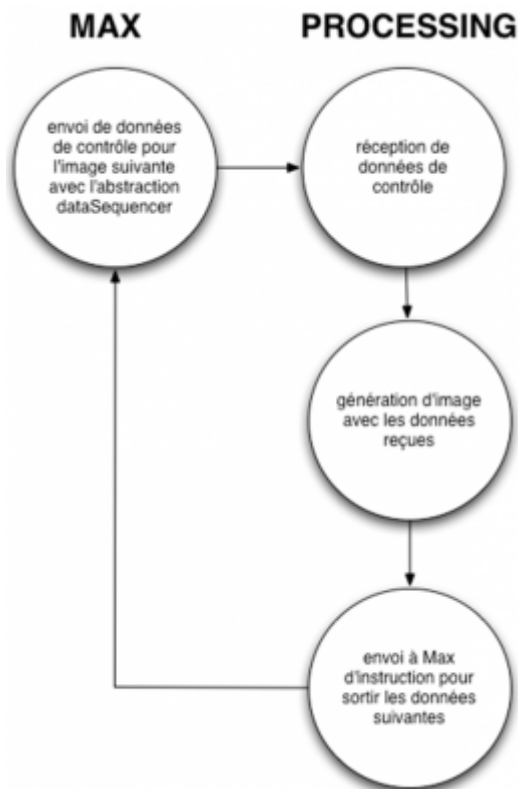 MAX
PROCESSING
envoi de données
de contrôle pour
l'image suivante
avec l'abstraction
dataSequencer
réception de
données de
contrôle
génération d'image
avec les données
reçues
envoi à Max
d'instruction pour
sortir les données
suivantes